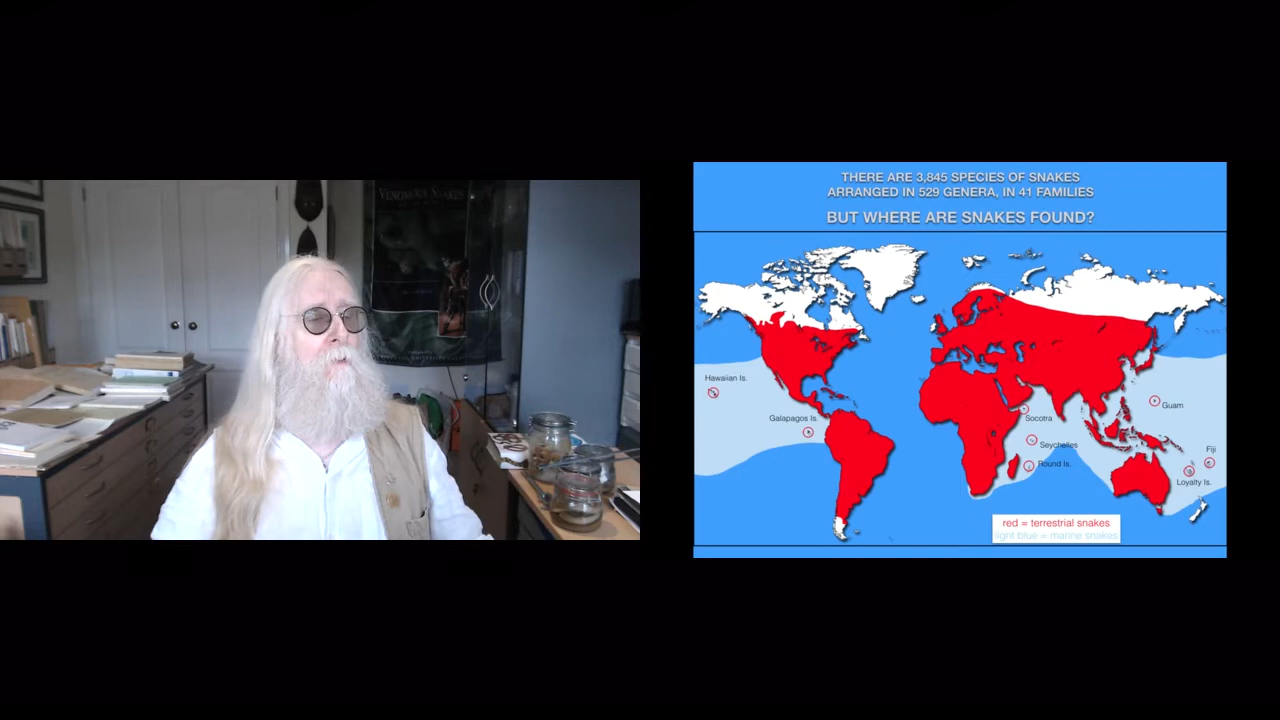 VENOMOUS SNAKES
THERE ARE 3,845 SPECIES OF SNAKES
ARRANGED IN 529 GENERA, IN 41 FAMILIES
BUT WHERE ARE SNAKES FOUND?
Hawaiian Is.
Galapagos Is.
Guam
Socotra
Seychelles
Round Is.
Fiji
Loyalty Is.
red = terrestrial snakes
light blue = marine snakes